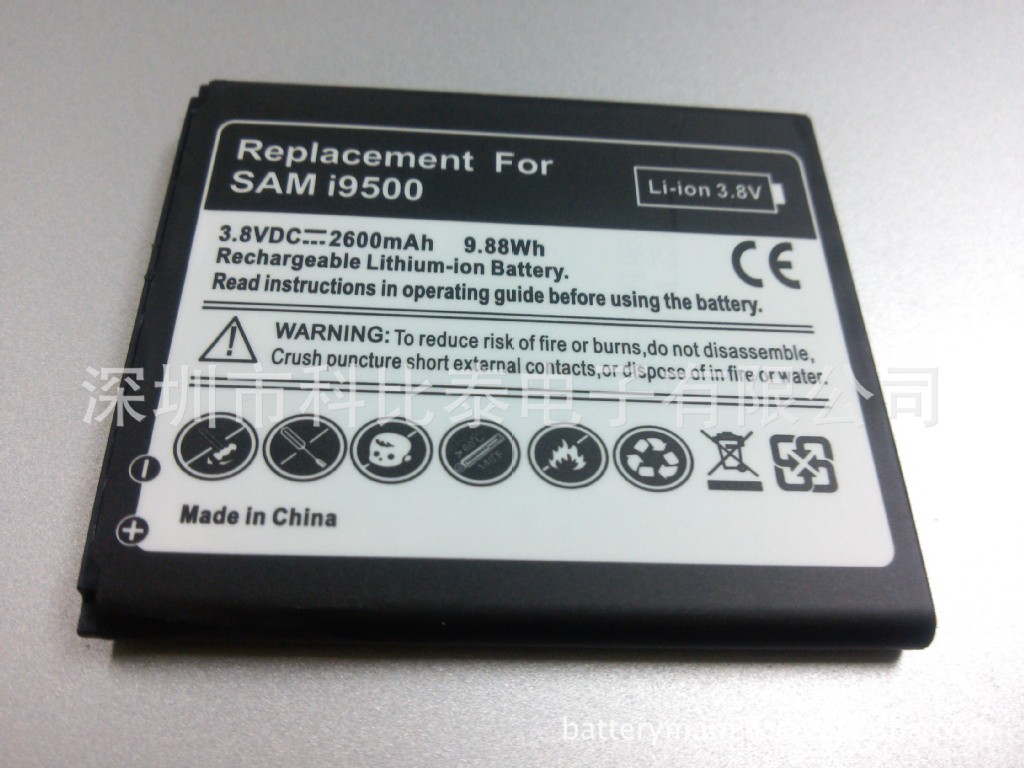 Replacement For
SAM i9500
Li-ion 3.8V
3.8VDC⎓2600mAh 9.88Wh
Rechargeable Lithium-ion Battery.
Read instructions in operating guide before using the battery.
WARNING: To reduce risk of fire or burns,do not disassemble,
Crush puncture short external contacts,or dispose of in fire or water.
深圳市科比泰电子有限公司
>60°C
140°F
Made in China